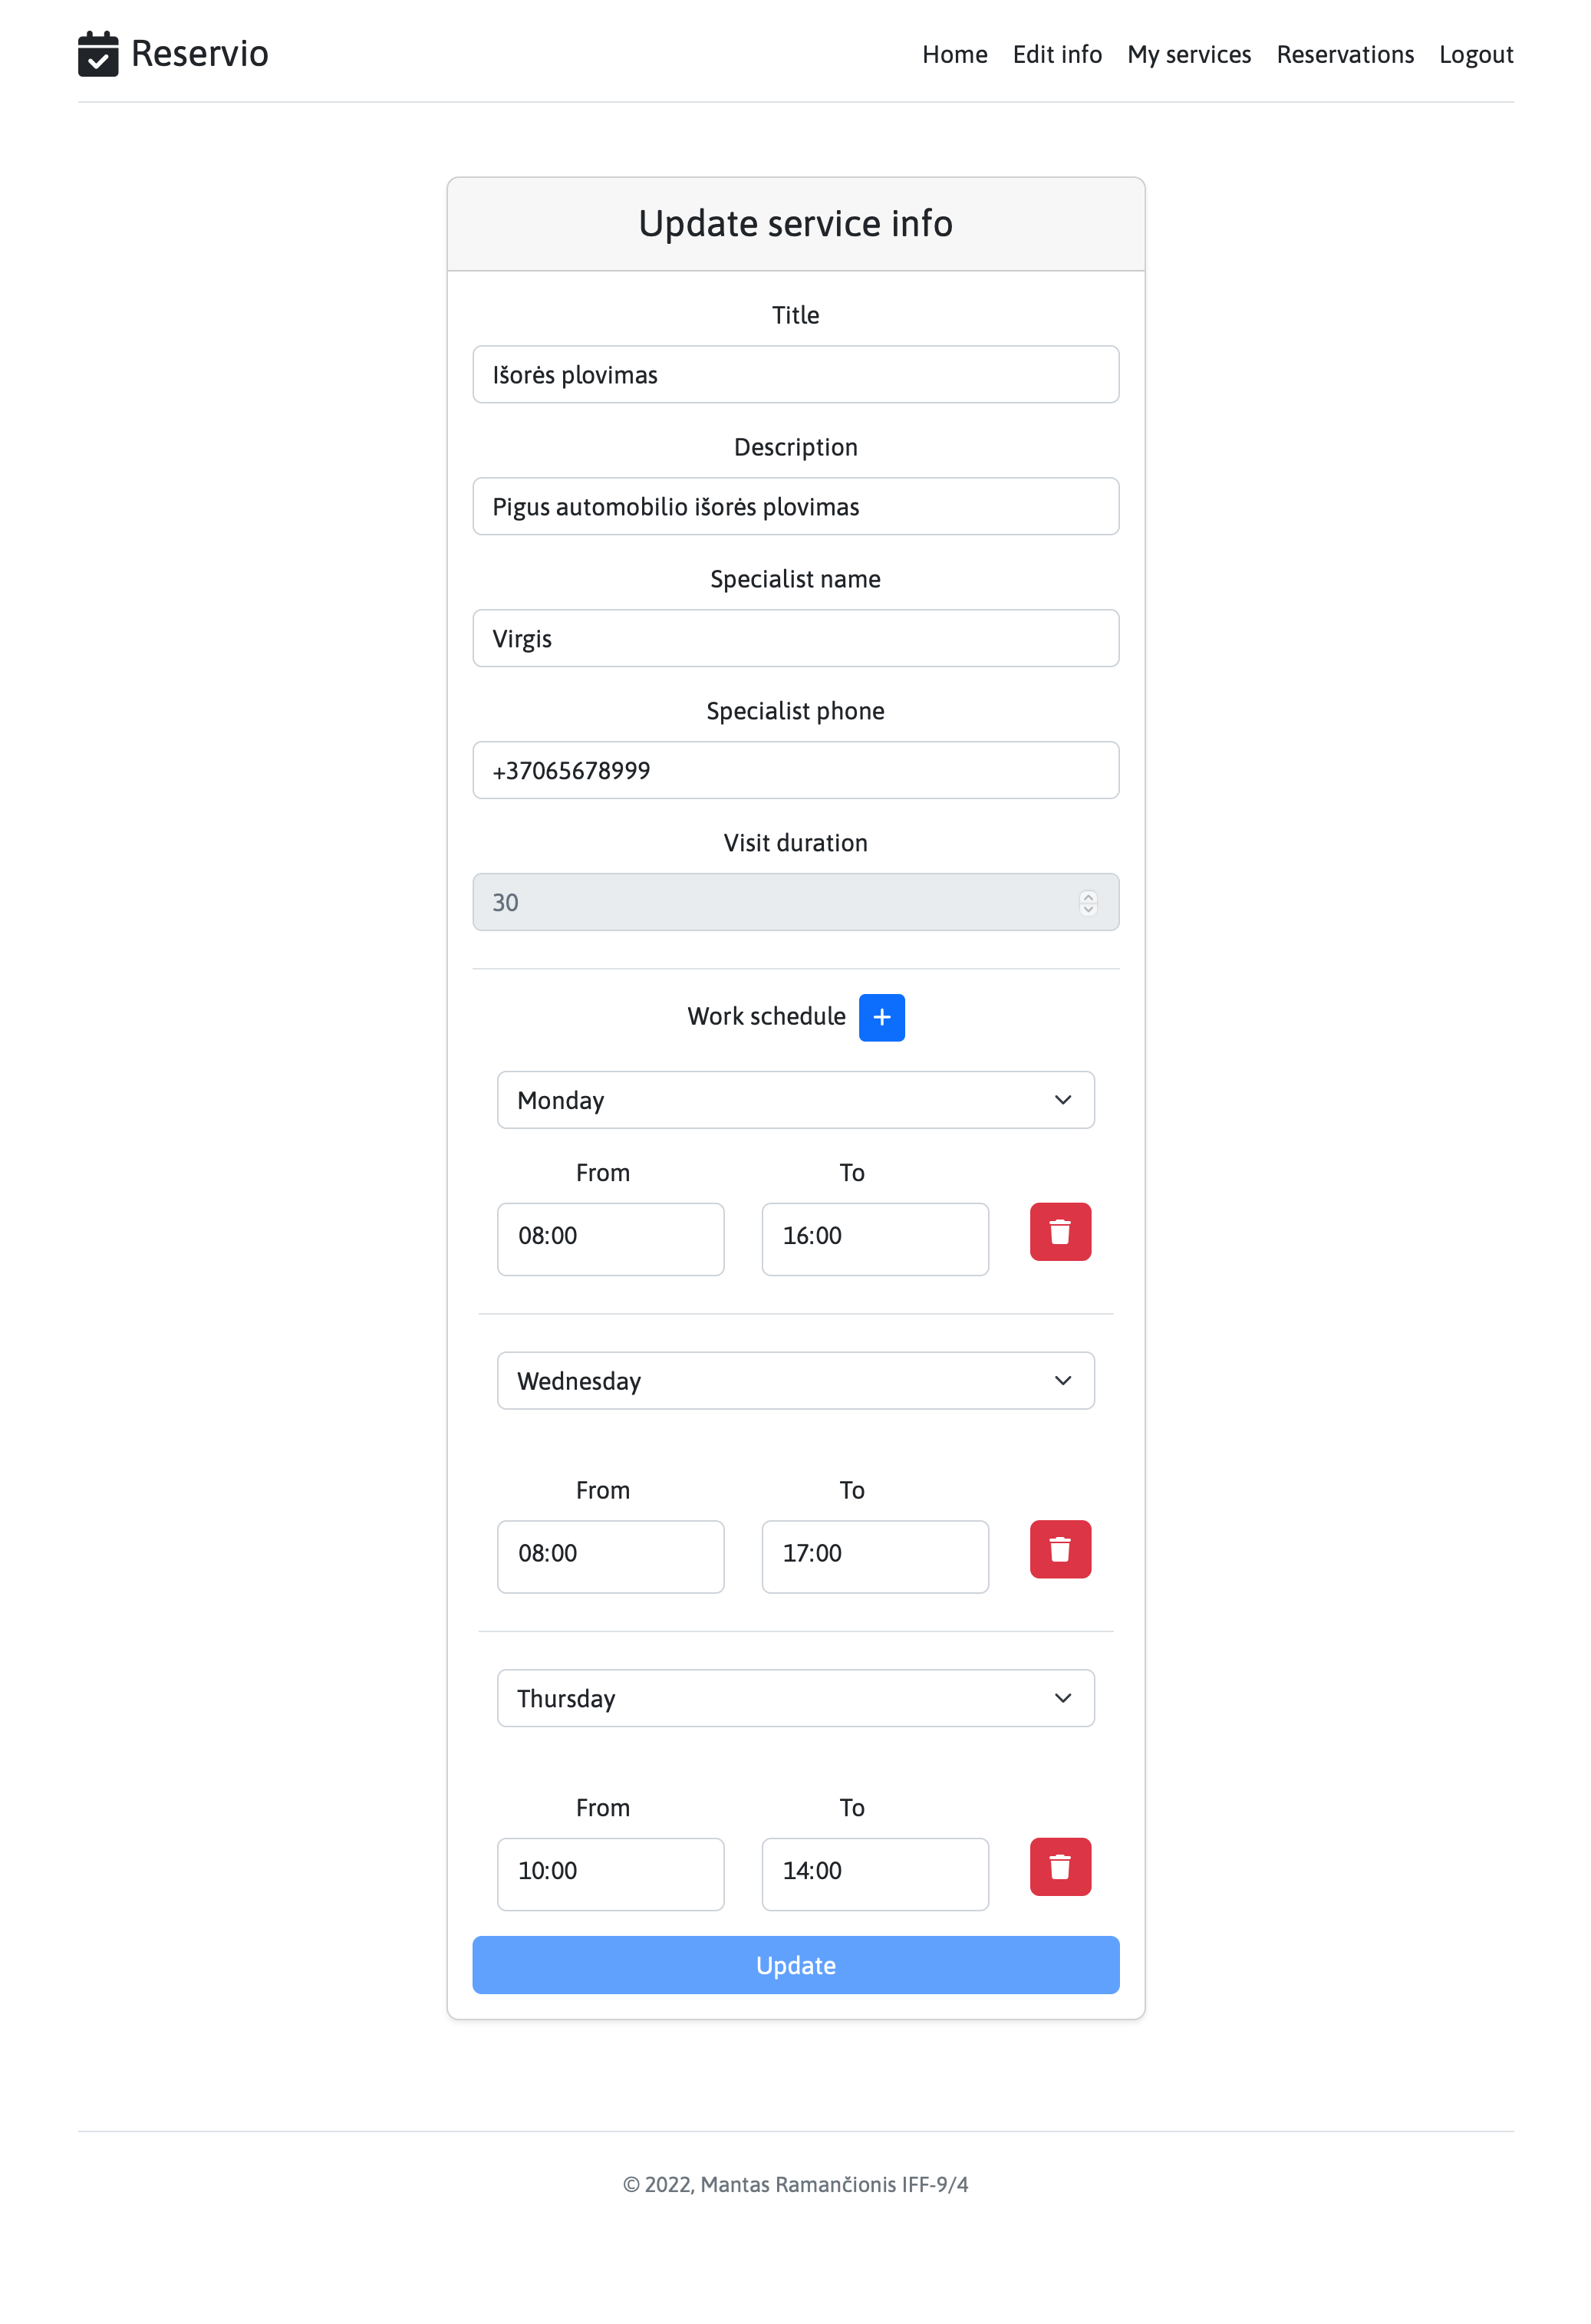 Reservio
Home Edit info My services Reservations Logout
Update service info
Title
Išorės plovimas
Description
Pigus automobilio išorės plovimas
Specialist name
Virgis
Specialist phone
+37065678999
Visit duration
30
Work schedule
Monday
From To
08:00 16:00
Wednesday
From To
08:00 17:00
Thursday
From To
10:00 14:00
Update
© 2022, Mantas Ramančionis IFF-9/4